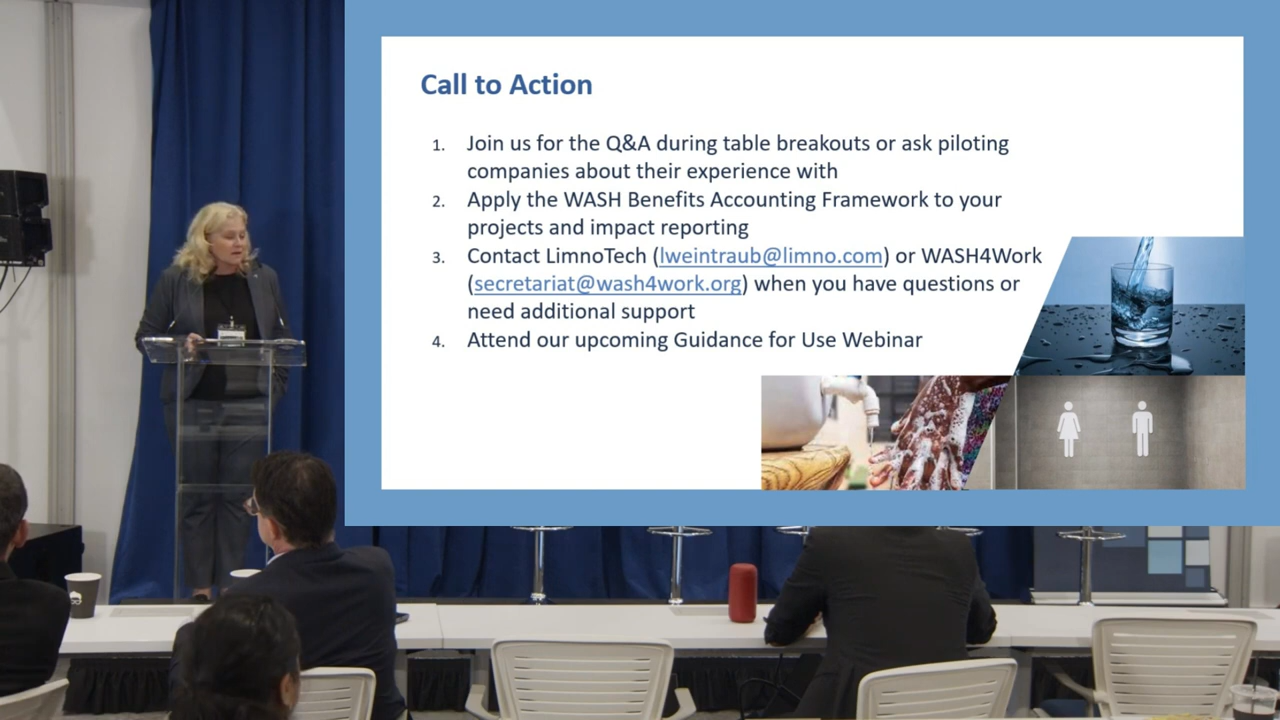 Call to Action
1. Join us for the Q&A during table breakouts or ask piloting
companies about their experience with
2. Apply the WASH Benefits Accounting Framework to your
projects and impact reporting
3. Contact LimnoTech (lweintraub@limno.com) or WASH4Work
(secretariat@wash4work.org) when you have questions or
need additional support
4. Attend our upcoming Guidance for Use Webinar